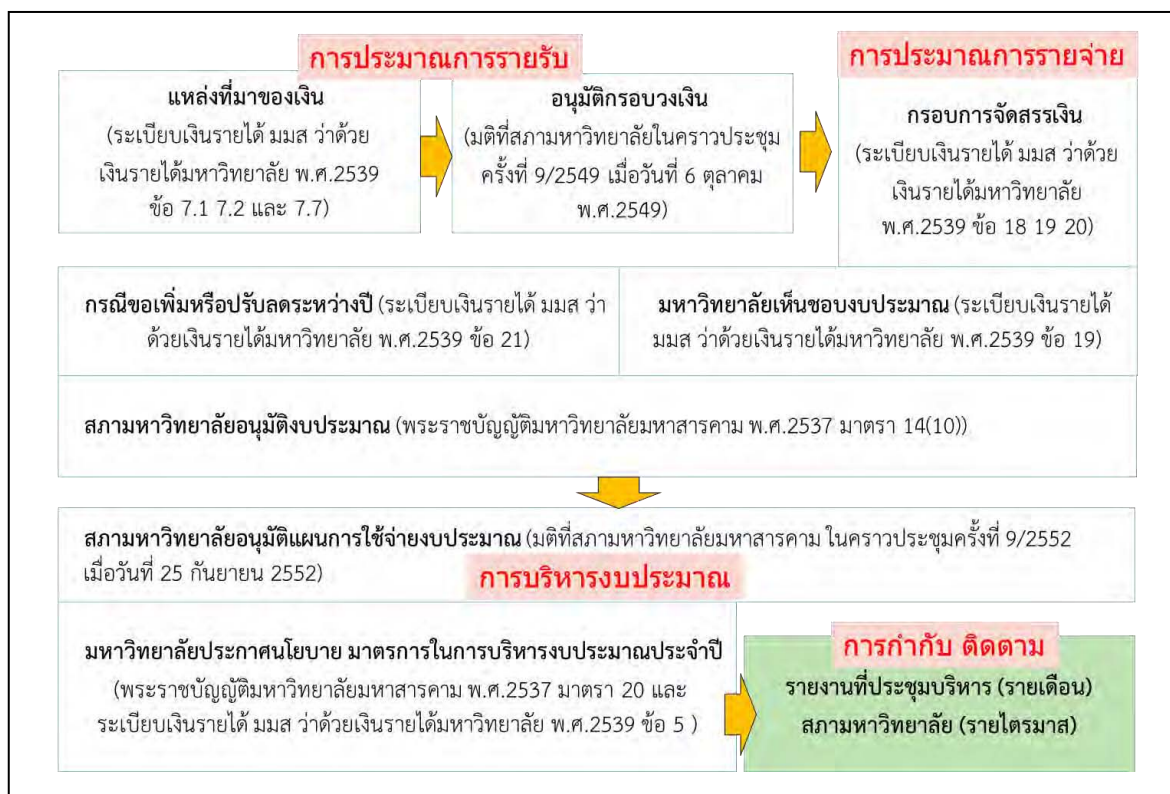 การประมาณการรายรับ
แหล่งที่มาของเงิน
(ระเบียบเงินรายได้ มมส ว่าด้วย
เงินรายได้มหาวิทยาลัย พ.ศ.2539
ข้อ 7.1 7.2 และ 7.7)
อนุมัติกรอบวงเงิน
(มติที่สภามหาวิทยาลัยในคราวประชุม
ครั้งที่ 9/2549 เมื่อวันที่ 6 ตุลาคม
พ.ศ.2549)
การประมาณการรายจ่าย
กรอบการจัดสรรเงิน
(ระเบียบเงินรายได้ มมส ว่าด้วย
เงินรายได้มหาวิทยาลัย
พ.ศ.2539 ข้อ 18 19 20)
กรณีขอเพิ่มหรือปรับลดระหว่างปี (ระเบียบเงินรายได้ มมส ว่า
ด้วยเงินรายได้มหาวิทยาลัย พ.ศ.2539 ข้อ 21)
มหาวิทยาลัยเห็นชอบงบประมาณ (ระเบียบเงินรายได้
มมส ว่าด้วยเงินรายได้มหาวิทยาลัย พ.ศ.2539 ข้อ 19)
สภามหาวิทยาลัยอนุมัติงบประมาณ (พระราชบัญญัติมหาวิทยาลัยมหาสารคาม พ.ศ.2537 มาตรา 14(10))
สภามหาวิทยาลัยอนุมัติแผนการใช้จ่ายงบประมาณ (มติที่สภามหาวิทยาลัยมหาสารคาม ในคราวประชุมครั้งที่ 9/2552
เมื่อวันที่ 25 กันยายน 2552)
การบริหารงบประมาณ
มหาวิทยาลัยประกาศนโยบาย มาตรการในการบริหารงบประมาณประจำปี
(พระราชบัญญัติมหาวิทยาลัยมหาสารคาม พ.ศ.2537 มาตรา 20 และ
ระเบียบเงินรายได้ มมส ว่าด้วยเงินรายได้มหาวิทยาลัย พ.ศ.2539 ข้อ 5 )
การกำกับ ติดตาม
รายงานที่ประชุมบริหาร (รายเดือน)
สภามหาวิทยาลัย (รายไตรมาส)